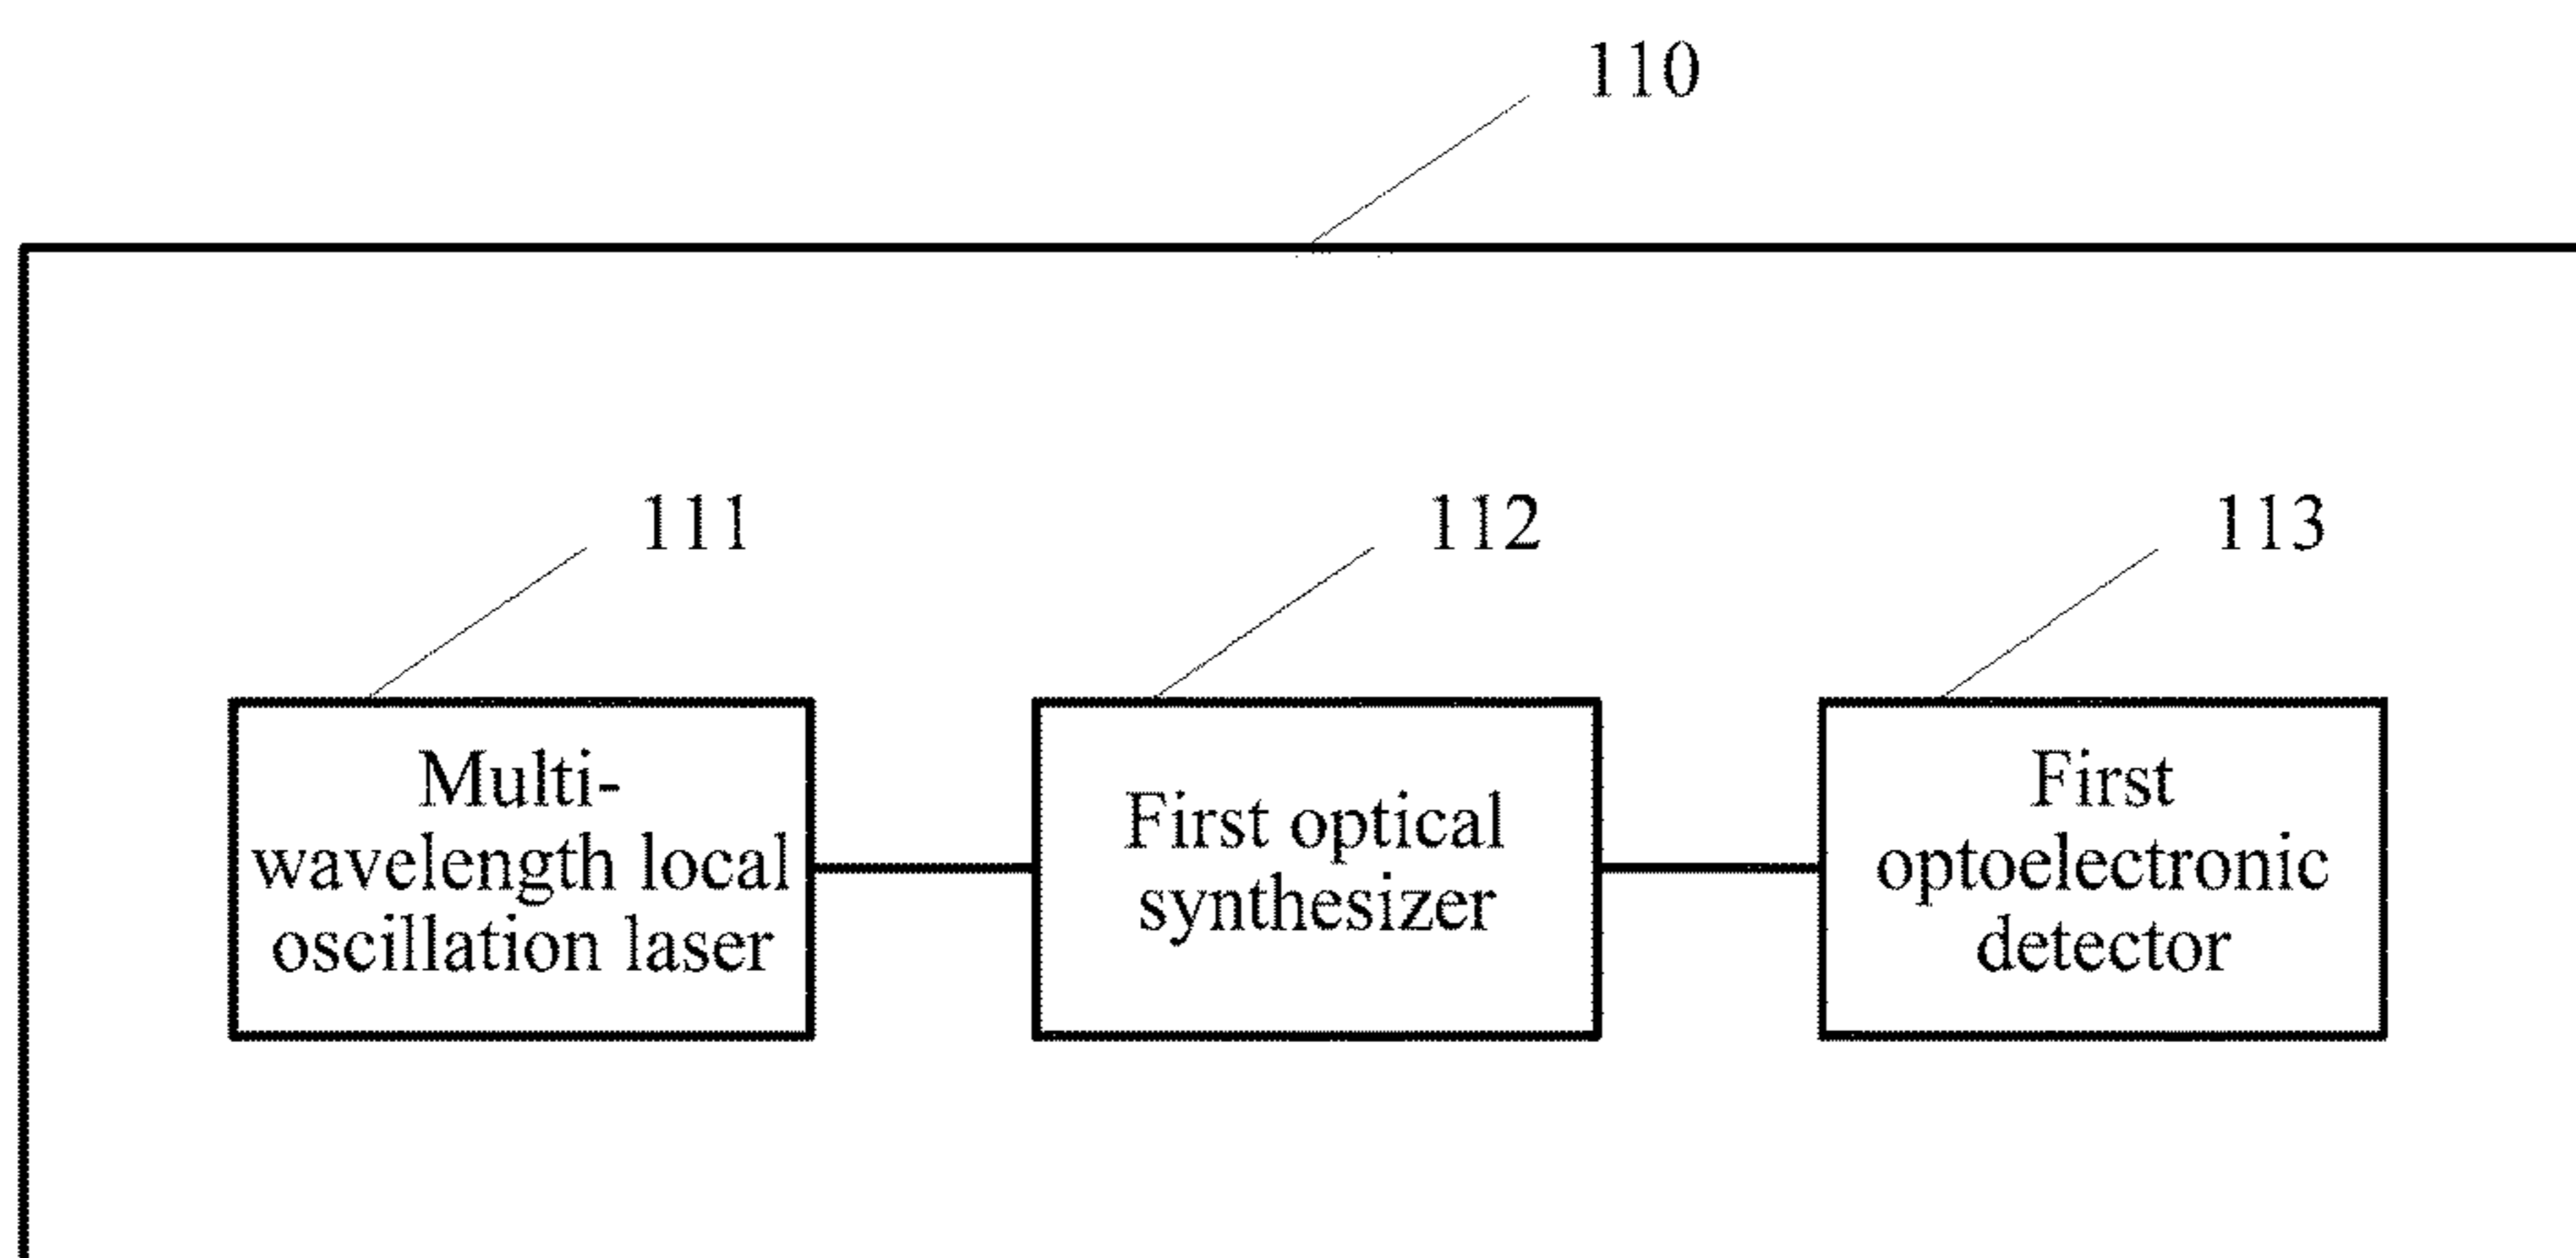 110
111
112
113
Multi-
wavelength local
oscillation laser
First optical
synthesizer
First
optoelectronic
detector